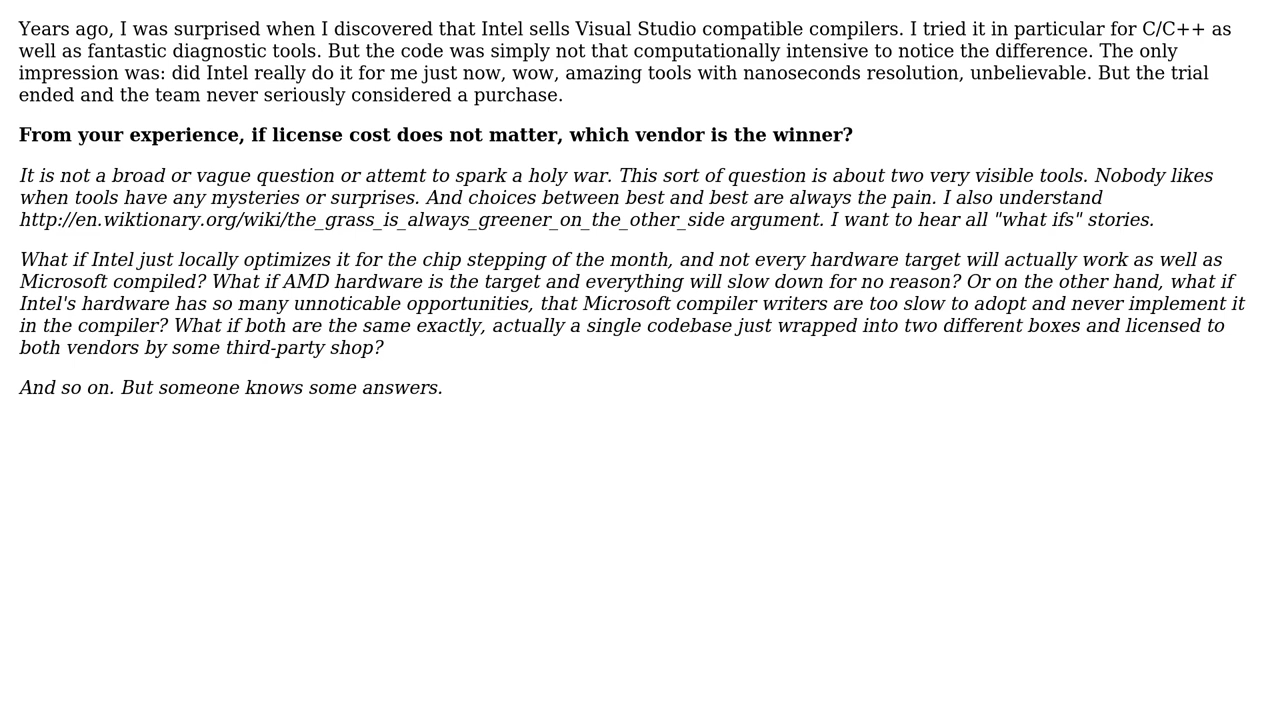 Years ago, I was surprised when I discovered that Intel sells Visual Studio compatible compilers. I tried it in particular for C/C++ as
well as fantastic diagnostic tools. But the code was simply not that computationally intensive to notice the difference. The only
impression was: did Intel really do it for me just now, wow, amazing tools with nanoseconds resolution, unbelievable. But the trial
ended and the team never seriously considered a purchase.
From your experience, if license cost does not matter, which vendor is the winner?
It is not a broad or vague question or attemt to spark a holy war. This sort of question is about two very visible tools. Nobody likes
when tools have any mysteries or surprises. And choices between best and best are always the pain. I also understand
http://en.wiktionary.org/wiki/the_grass_is_always_greener_on_the_other_side argument. I want to hear all "what ifs" stories.
What if Intel just locally optimizes it for the chip stepping of the month, and not every hardware target will actually work as well as
Microsoft compiled? What if AMD hardware is the target and everything will slow down for no reason? Or on the other hand, what if
Intel's hardware has so many unnoticable opportunities, that Microsoft compiler writers are too slow to adopt and never implement it
in the compiler? What if both are the same exactly, actually a single codebase just wrapped into two different boxes and licensed to
both vendors by some third-party shop?
And so on. But someone knows some answers.